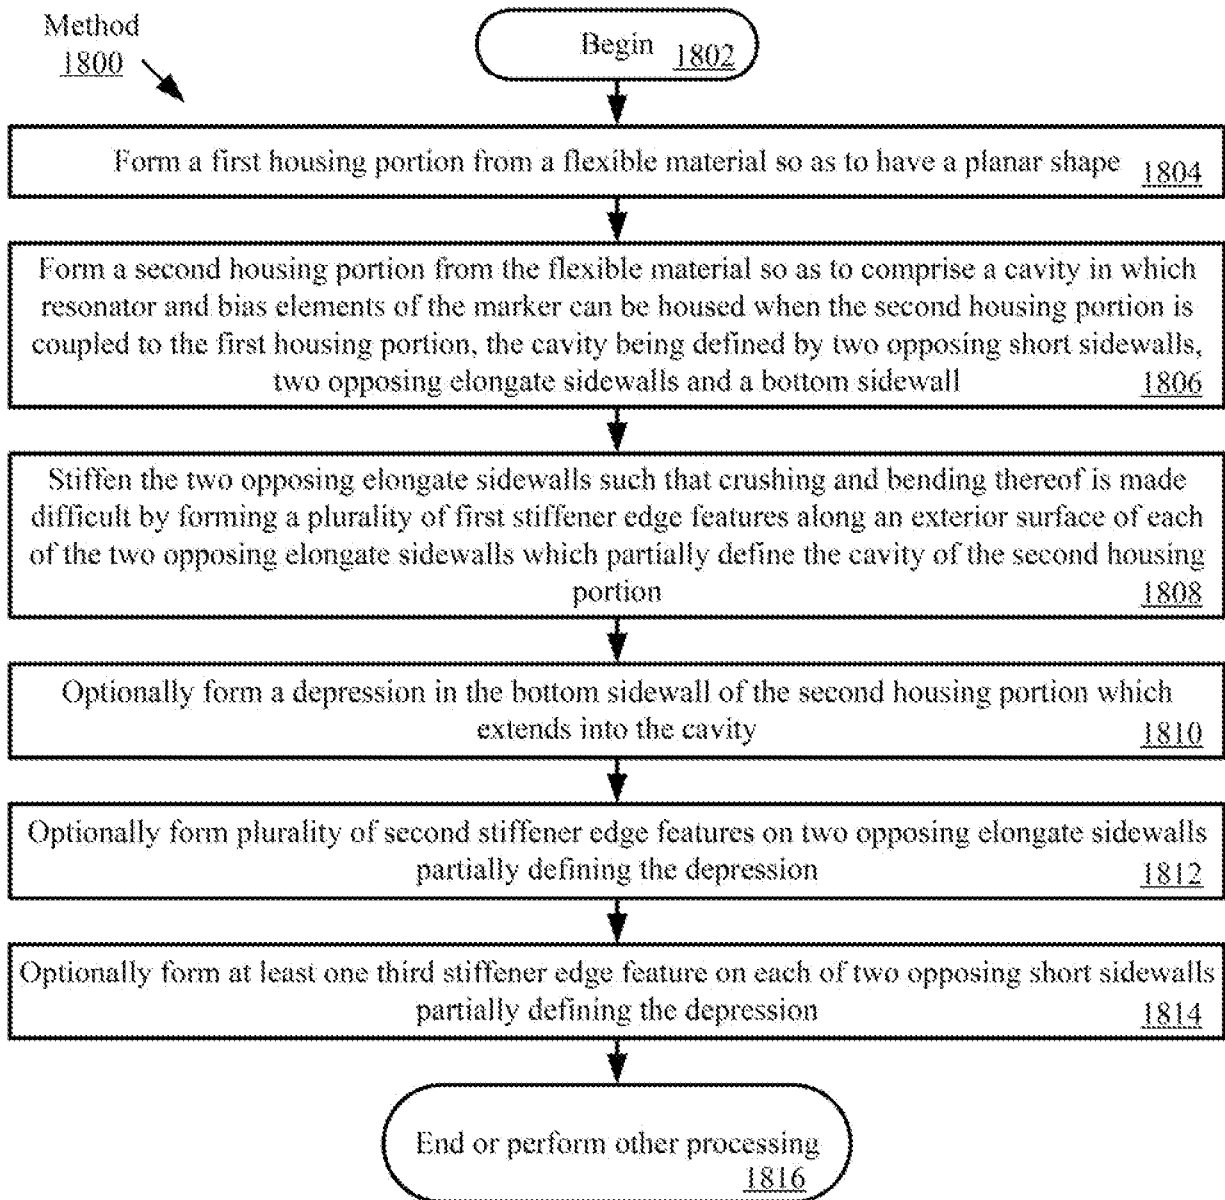 Method
1800
Begin 1802
Form a first housing portion from a flexible material so as to have a planar shape 1804
Form a second housing portion from the flexible material so as to comprise a cavity in which
resonator and bias elements of the marker can be housed when the second housing portion is
coupled to the first housing portion, the cavity being defined by two opposing short sidewalls,
two opposing elongate sidewalls and a bottom sidewall 1806
Stiffen the two opposing elongate sidewalls such that crushing and bending thereof is made
difficult by forming a plurality of first stiffener edge features along an exterior surface of each
of the two opposing elongate sidewalls which partially define the cavity of the second housing
portion 1808
Optionally form a depression in the bottom sidewall of the second housing portion which
extends into the cavity 1810
Optionally form plurality of second stiffener edge features on two opposing elongate sidewalls
partially defining the depression 1812
Optionally form at least one third stiffener edge feature on each of two opposing short sidewalls
partially defining the depression 1814
End or perform other processing
1816